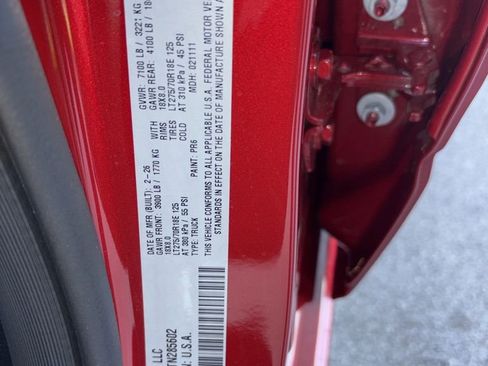 LLC
TN285602
N: U.S.A.
DATE OF MFR (BUILT): 2-26 GVWR: 7100 LB / 3221 KG
GAWR FRONT: 3900 LB / 1770 KG WITH GAWR REAR: 4100 LB / 18
18X8.0 RIMS 18X8.0
LT275/70R18E 125 TIRES LT275/70R18E 125
AT 380 kPa / 55 PSI COLD AT 310 kPa / 45 PSI
TYPE: TRUCK PAINT: PR6 MDH: 021111
THIS VEHICLE CONFORMS TO ALL APPLICABLE U.S.A. FEDERAL MOTOR VE
STANDARDS IN EFFECT ON THE DATE OF MANUFACTURE SHOWN A